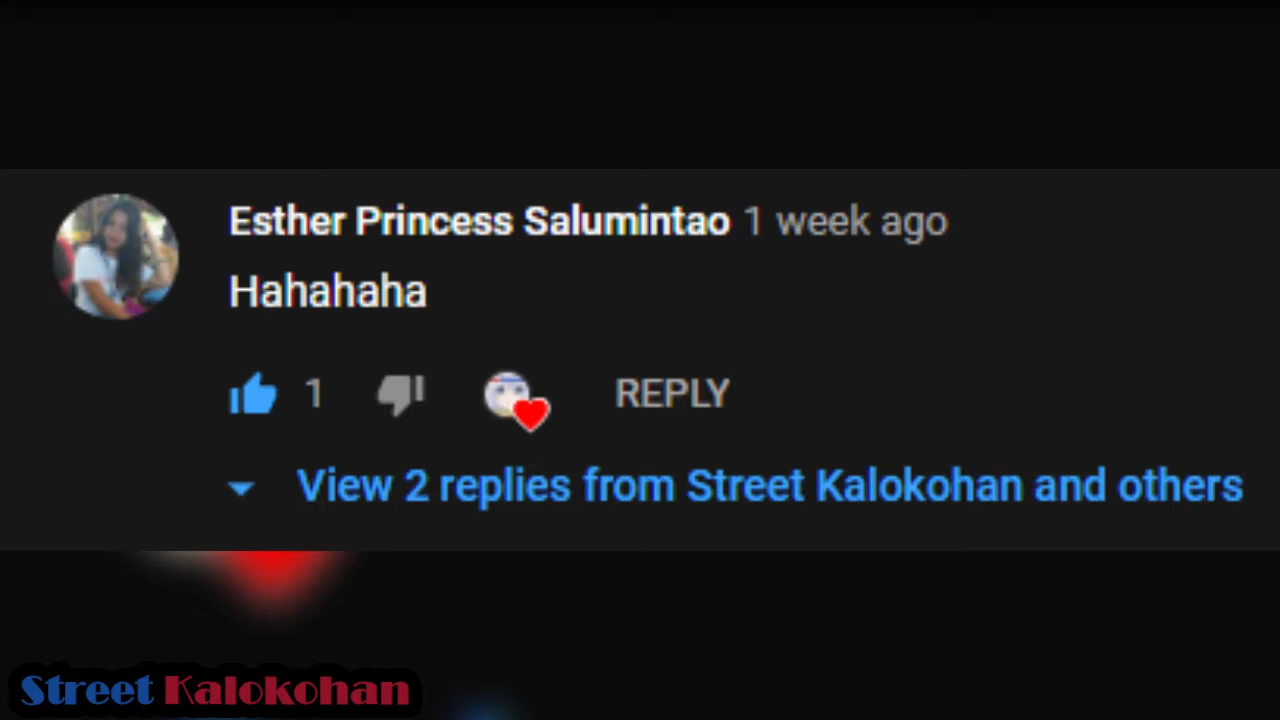 Esther Princess Salumintao 1 week ago
Hahahaha
1 REPLY
View 2 replies from Street Kalokohan and others
Street Kalokohan